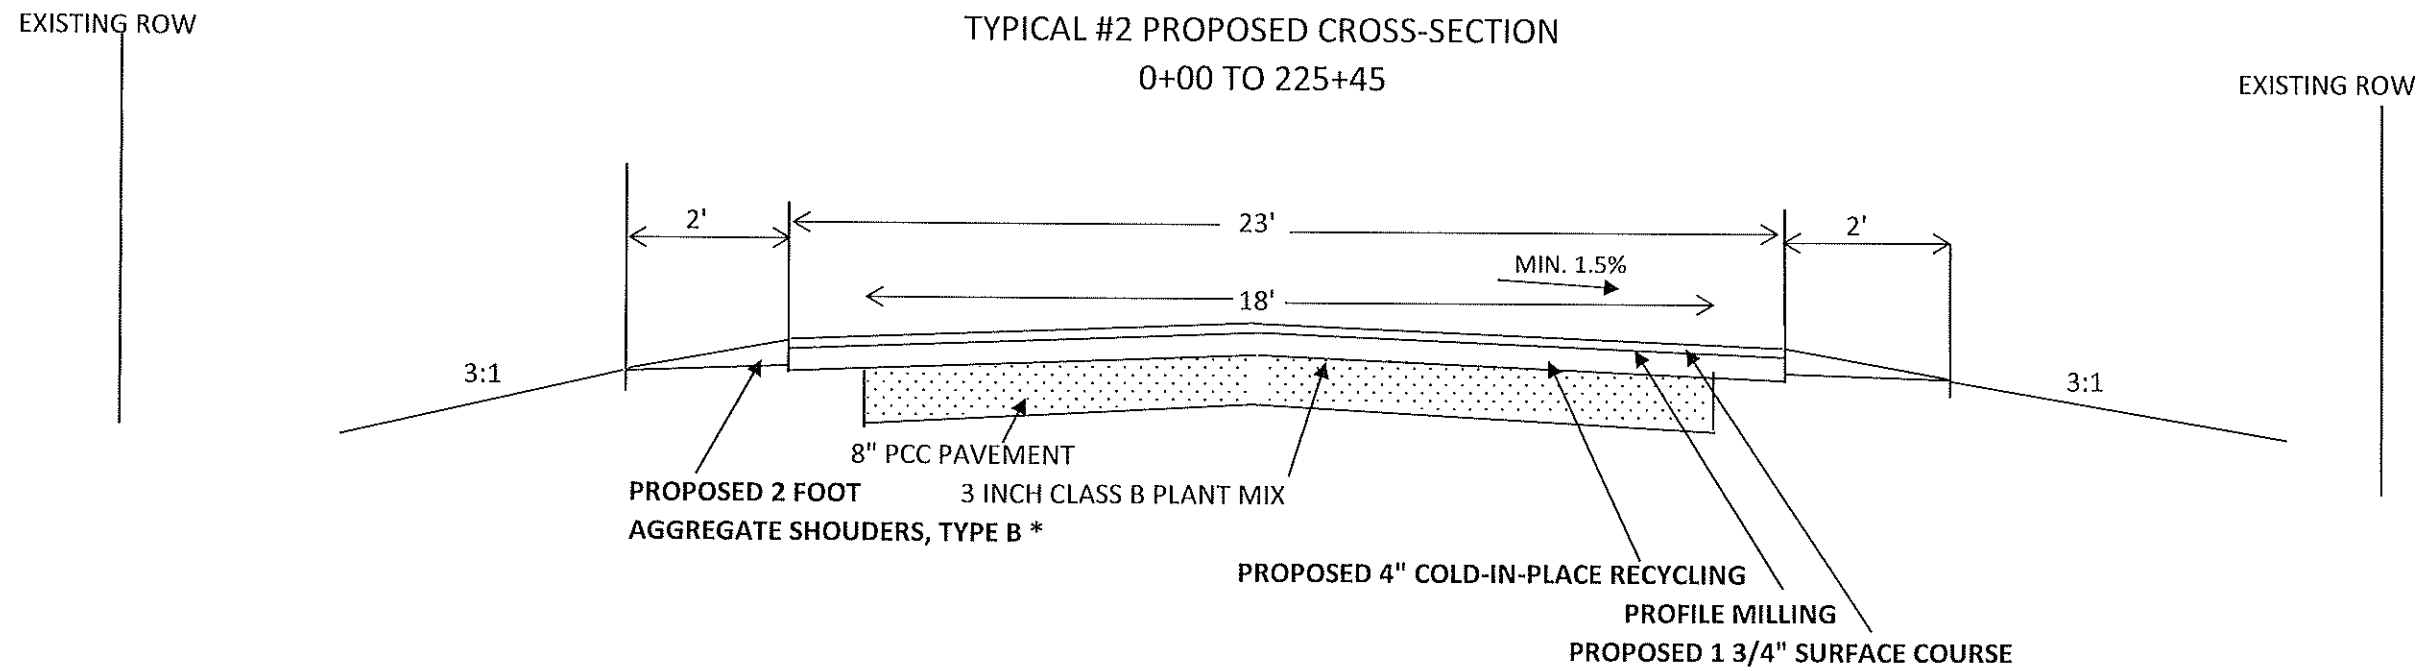 EXISTING ROW
TYPICAL #2 PROPOSED CROSS-SECTION
0+00 TO 225+45
EXISTING ROW
2'
23'
2'
MIN. 1.5%
18'
3:1
3:1
8" PCC PAVEMENT
PROPOSED 2 FOOT
AGGREGATE SHOUDERS, TYPE B *
3 INCH CLASS B PLANT MIX
PROPOSED 4" COLD-IN-PLACE RECYCLING
PROFILE MILLING
PROPOSED 1 3/4" SURFACE COURSE